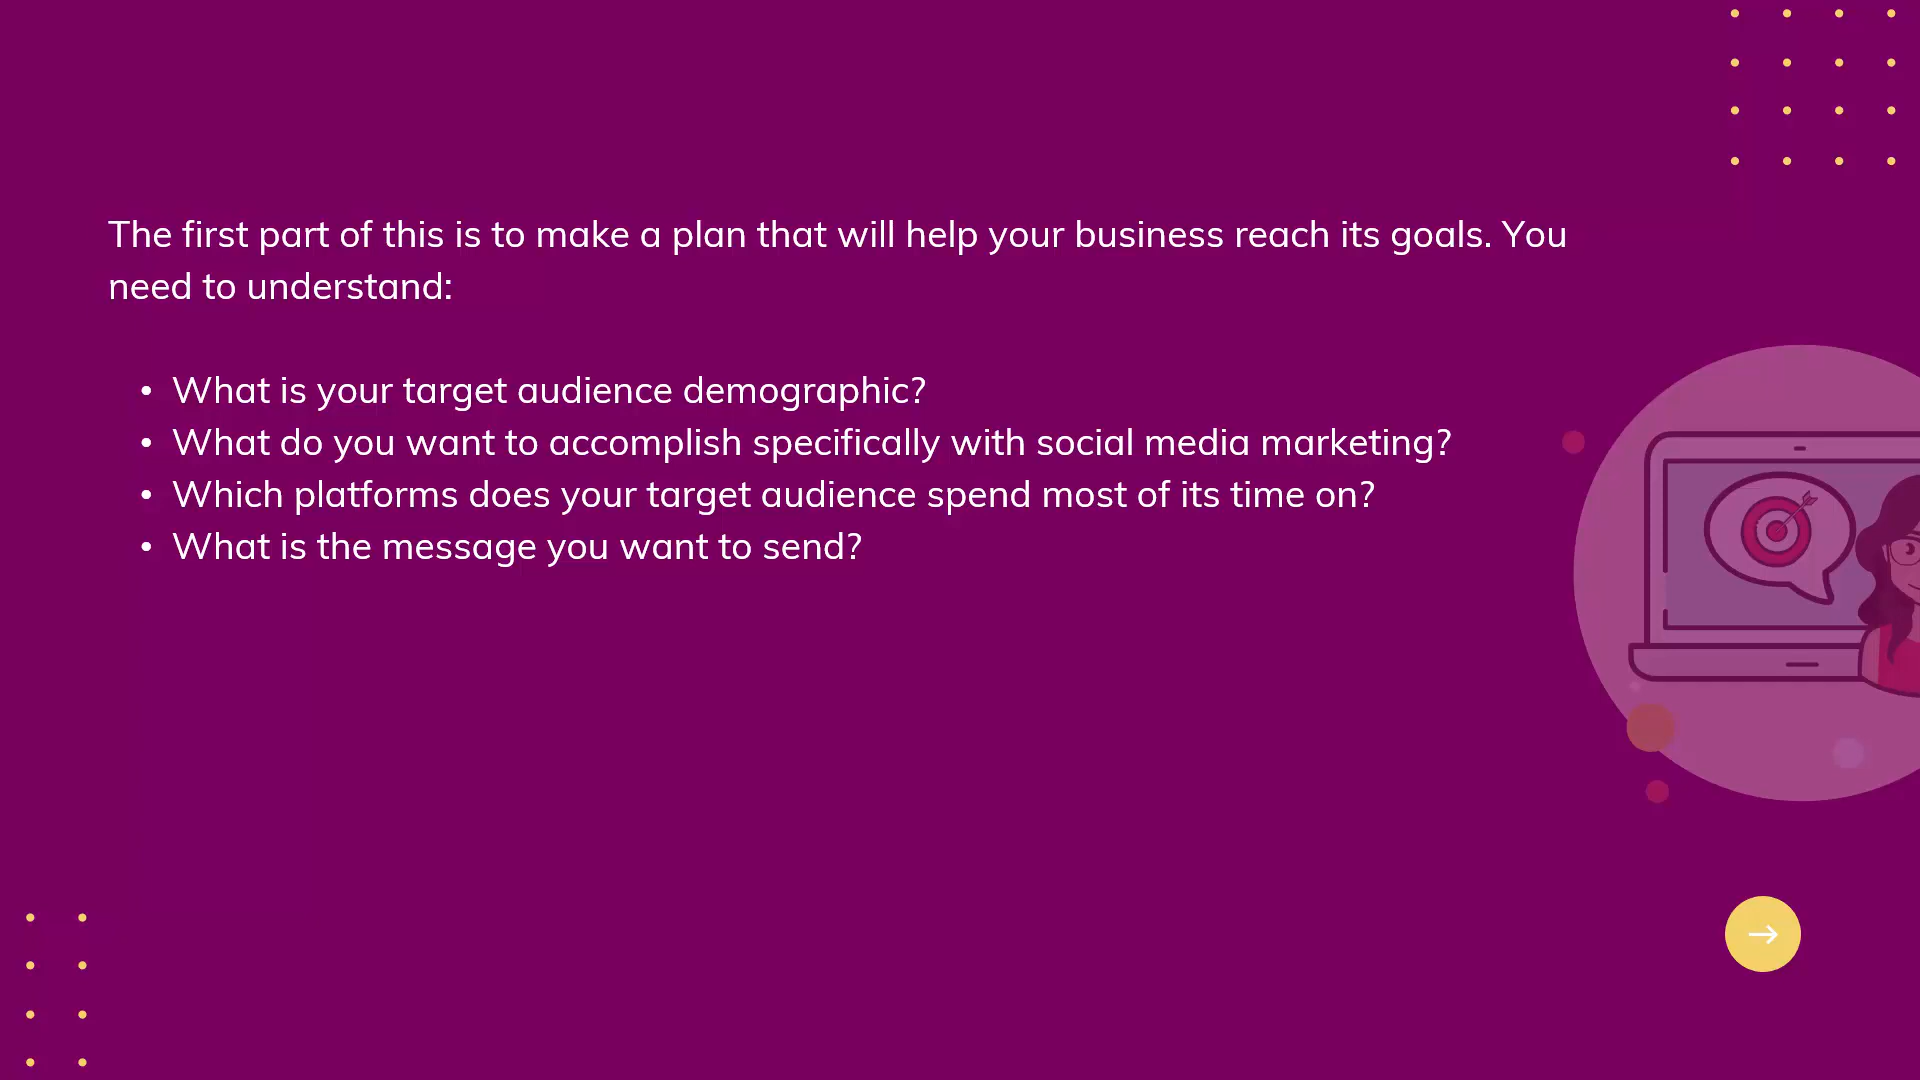 The first part of this is to make a plan that will help your business reach its goals. You
need to understand:
• What is your target audience demographic?
• What do you want to accomplish specifically with social media marketing?
• Which platforms does your target audience spend most of its time on?
• What is the message you want to send?